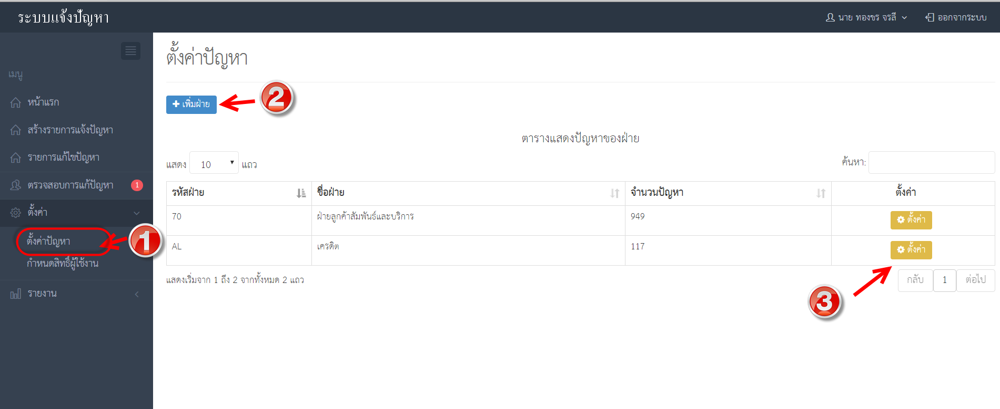 ระบบแจ้งปัญหา
นาย ทองขร จรลี
ออกจากระบบ
เมนู
หน้าแรก
สร้างรายการแจ้งปัญหา
รายการแก้ไขปัญหา
ตรวจสอบการแก้ปัญหา 1
ตั้งค่า
ตั้งค่าปัญหา 1
กำหนดสิทธิ์ผู้ใช้งาน
รายงาน
ตั้งค่าปัญหา
เพิ่มฝ่าย 2
ตารางแสดงปัญหาของฝ่าย
แสดง 10 แถว ค้นหา:
รหัสฝ่าย ชื่อฝ่าย จำนวนปัญหา ตั้งค่า
70 ฝ่ายลูกค้าสัมพันธ์และบริการ 949 ตั้งค่า
AL เครดิต 117 ตั้งค่า
แสดงเริ่มจาก 1 ถึง 2 จากทั้งหมด 2 แถว กลับ 1 ต่อไป
3